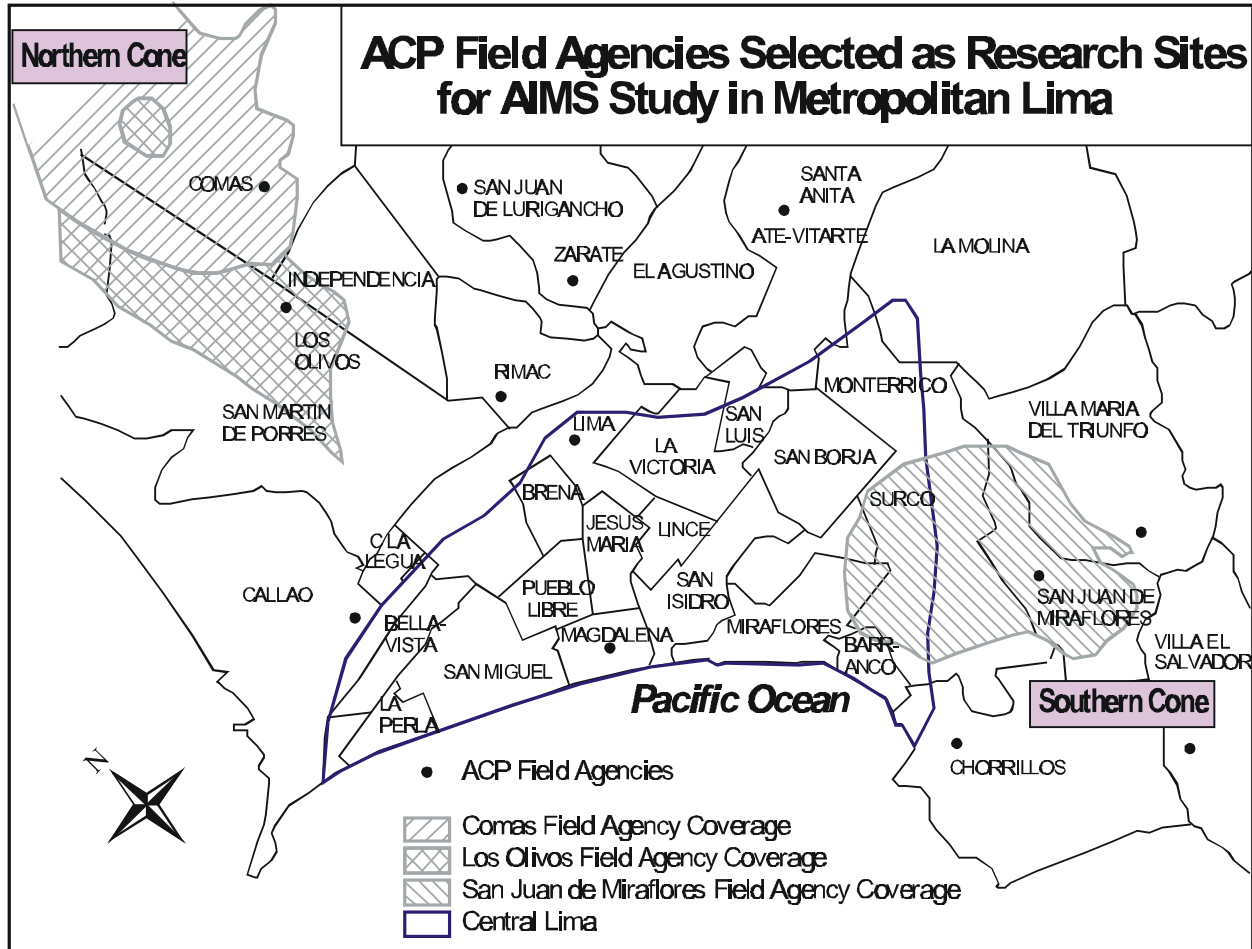 Northern Cone
ACP Field Agencies Selected as Research Sites
for AIMS Study in Metropolitan Lima
COMAS
SAN JUAN
DE LURIGANCHO
SANTA
ANITA
ATE-VITARTE
LA MOLINA
ZARATE
EL AGUSTINO
INDEPENDENCIA
LOS
OLIVOS
RIMAC
MONTERRICO
SAN MARTIN
DE PORRES
VILLA MARIA
DEL TRIUNFO
LIMA
SAN
LUIS
LA
VICTORIA
SAN BORJA
BRENA
SURCO
JESUS
MARIA
LINCE
C LA
LEGUA
CALLAO
PUEBLO
LIBRE
SAN
ISIDRO
SAN JUAN DE
MIRAFLORES
BELLA-
VISTA
MAGDALENA
MIRAFLORES
BARR-
ANCO
VILLA EL
SALVADOR
SAN MIGUEL
LA
PERLA
Pacific Ocean
Southern Cone
CHORRILLOS
N
ACP Field Agencies
Comas Field Agency Coverage
Los Olivos Field Agency Coverage
San Juan de Miraflores Field Agency Coverage
Central Lima